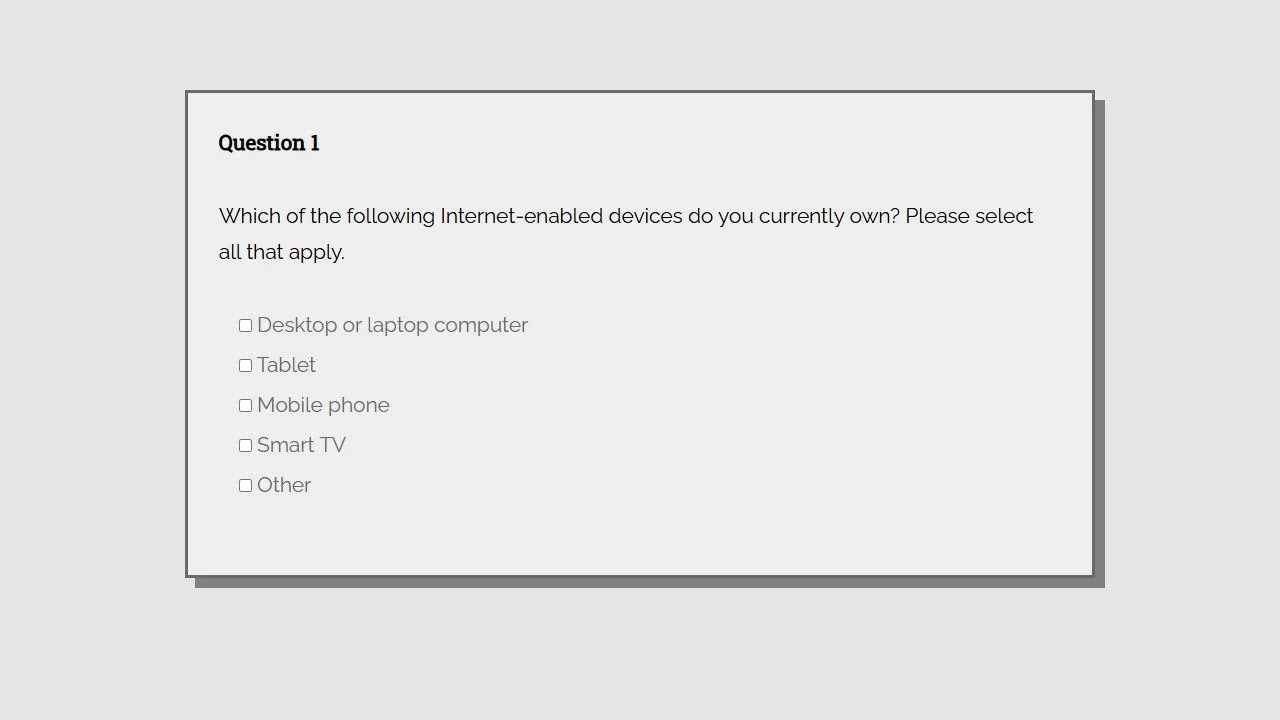 Question 1
Which of the following Internet-enabled devices do you currently own? Please select
all that apply.
Desktop or laptop computer
Tablet
Mobile phone
Smart TV
Other